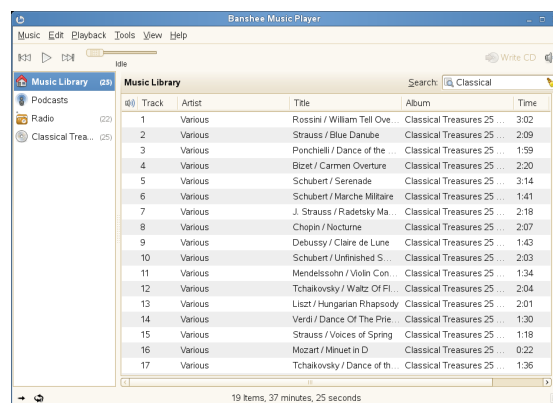 Banshee Music Player
Music Edit Playback Tools View Help
Idle
Write CD
Music Library (25)
Podcasts
Radio (22)
Classical Trea... (25)
Music Library
Search: Classical
Track Artist Title Album Time
1 Various Rossini / William Tell Ove... Classical Treasures 25 ... 3:02
2 Various Strauss / Blue Danube Classical Treasures 25 ... 2:09
3 Various Ponchielli / Dance of the ... Classical Treasures 25 ... 1:59
4 Various Bizet / Carmen Overture Classical Treasures 25 ... 2:20
5 Various Schubert / Serenade Classical Treasures 25 ... 3:14
6 Various Schubert / Marche Militaire Classical Treasures 25 ... 1:41
7 Various J. Strauss / Radetsky Ma... Classical Treasures 25 ... 2:18
8 Various Chopin / Nocturne Classical Treasures 25 ... 2:07
9 Various Debussy / Claire de Lune Classical Treasures 25 ... 1:43
10 Various Schubert / Unfinished S... Classical Treasures 25 ... 2:03
11 Various Mendelssohn / Violin Con... Classical Treasures 25 ... 1:34
12 Various Tchaikovsky / Waltz Of Fl... Classical Treasures 25 ... 2:04
13 Various Liszt / Hungarian Rhapsody Classical Treasures 25 ... 2:01
14 Various Verdi / Dance Of The Prie... Classical Treasures 25 ... 1:30
15 Various Strauss / Voices of Spring Classical Treasures 25 ... 1:18
16 Various Mozart / Minuet in D Classical Treasures 25 ... 0:22
17 Various Tchaikovsky / Dance of th... Classical Treasures 25 ... 1:36
19 Items, 37 minutes, 25 seconds